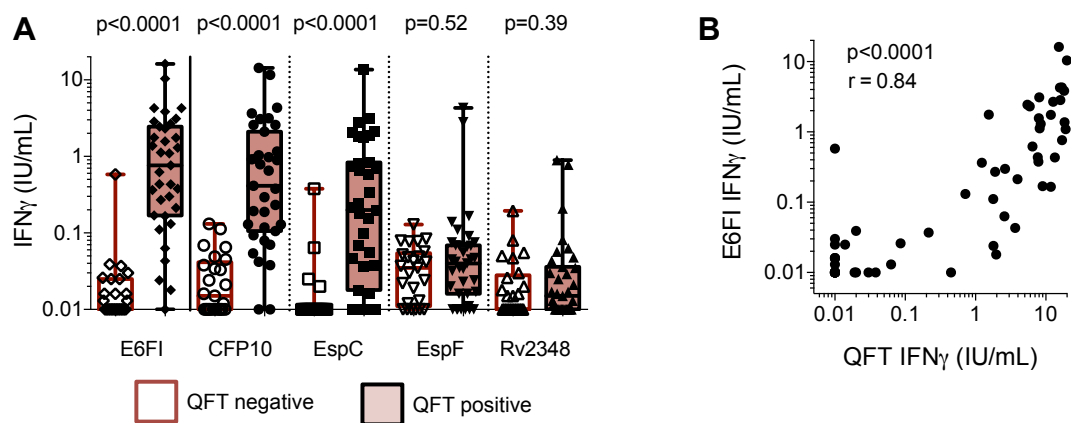 A
p<0.0001 p<0.0001 p<0.0001 p=0.52 p=0.39
IFNγ (IU/mL)
10
1
0.1
0.01
E6FI CFP10 EspC EspF Rv2348
QFT negative QFT positive
B
p<0.0001
r = 0.84
E6FI IFNγ (IU/mL)
10
1
0.1
0.01
0.01 0.1 1 10
QFT IFNγ (IU/mL)